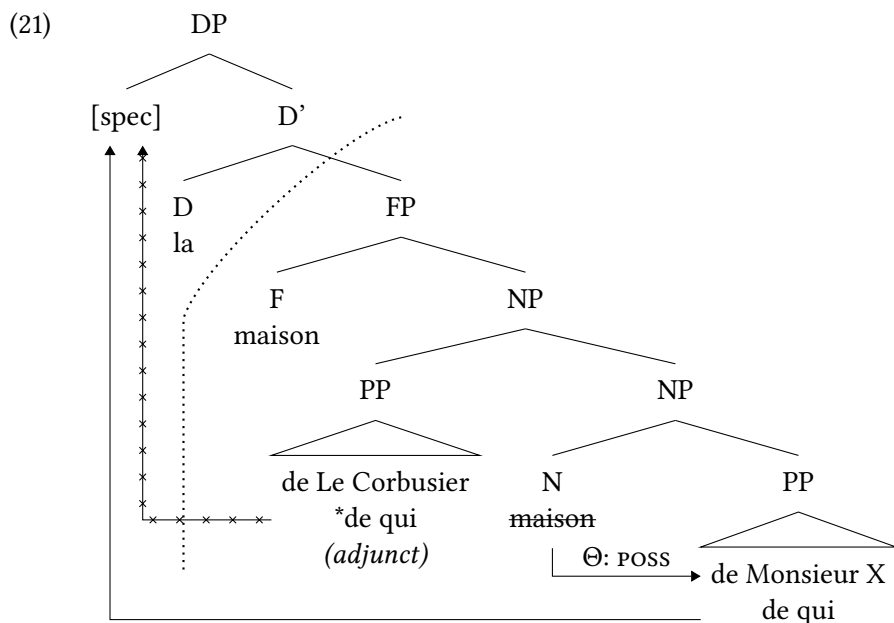 (21) DP
[spec] D’
D FP
la
F NP
maison
PP NP
de Le Corbusier N PP
*de qui maison
(adjunct)
Θ: POSS de Monsieur X
de qui